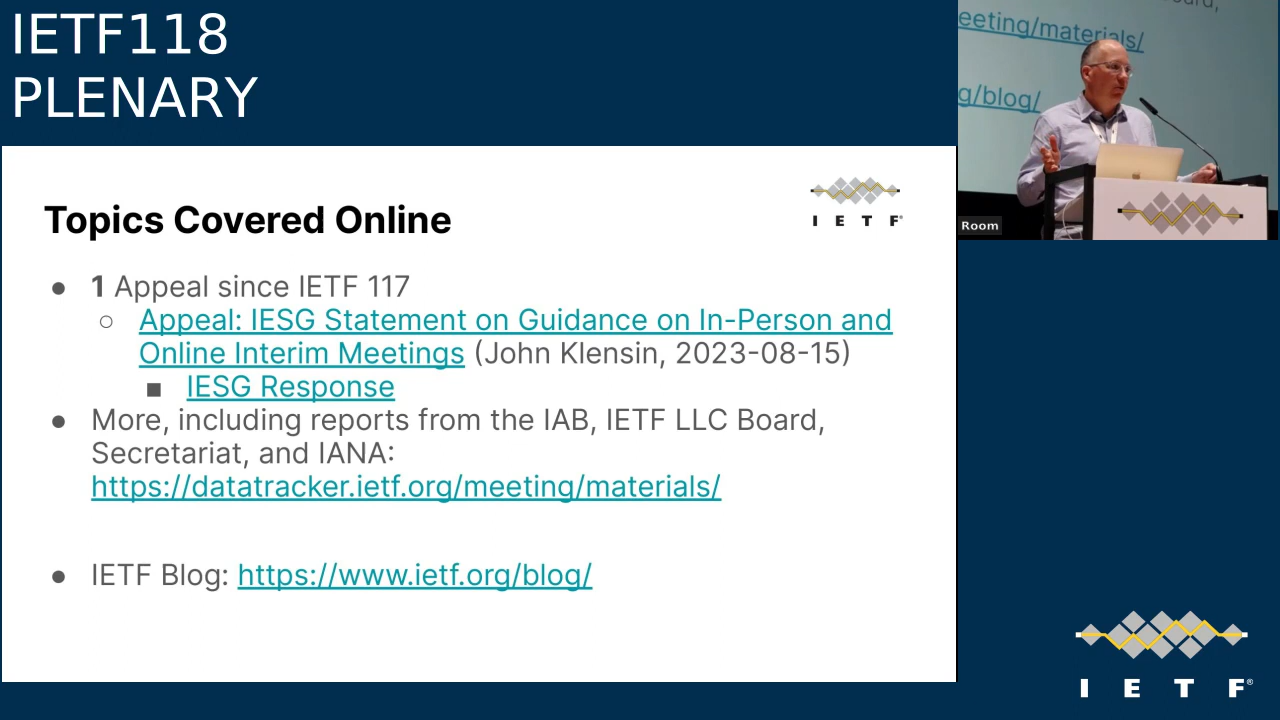 IETF118
PLENARY
Topics Covered Online
I E T F®
● 1 Appeal since IETF 117
○ Appeal: IESG Statement on Guidance on In-Person and
Online Interim Meetings (John Klensin, 2023-08-15)
■ IESG Response
● More, including reports from the IAB, IETF LLC Board,
Secretariat, and IANA:
https://datatracker.ietf.org/meeting/materials/
● IETF Blog: https://www.ietf.org/blog/
eeting/materials/
g/blog/
Room
I E T F®